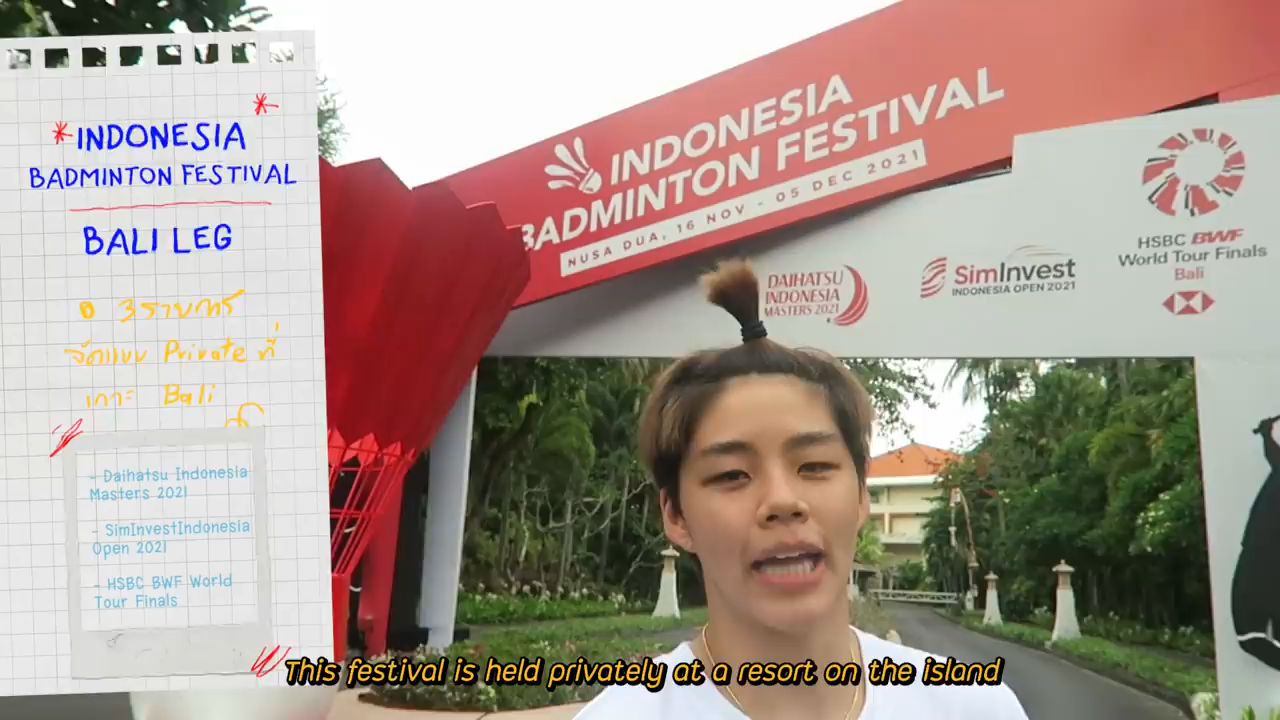 * *
INDONESIA
BADMINTON FESTIVAL
BALI LEG
3 รายการ
จัดแบบ Private ที่
เกาะ Bali
- Daihatsu Indonesia
Masters 2021
- SimInvestIndonesia
Open 2021
- HSBC BWF World
Tour Finals
INDONESIA
BADMINTON FESTIVAL
NUSA DUA, 16 NOV - 05 DEC 2021
DAIHATSU
INDONESIA
MASTERS 2021
SimInvest
INDONESIA OPEN 2021
HSBC BWF
World Tour Finals
Bali
This festival is held privately at a resort on the island